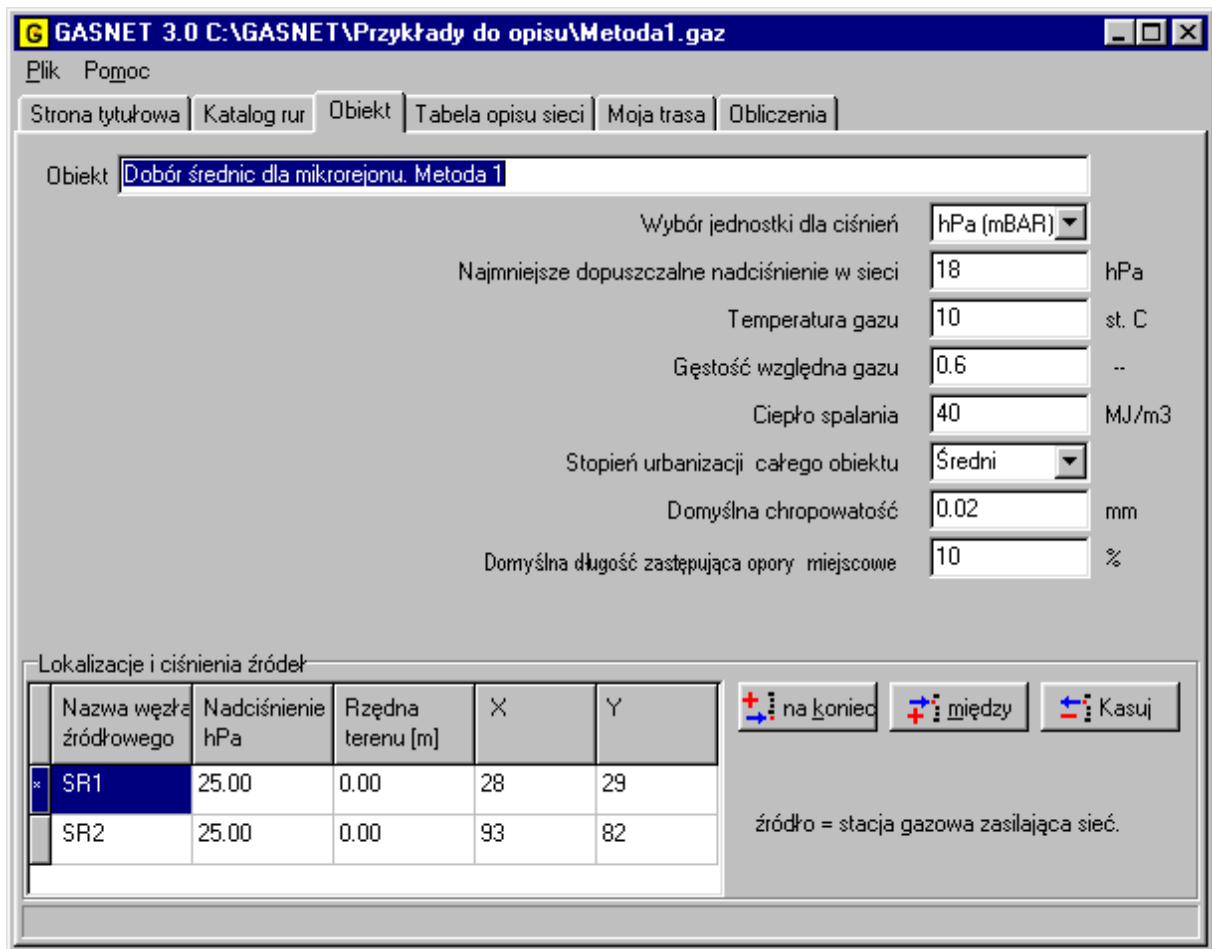 G GASNET 3.0 C:\GASNET\Przykłady do opisu\Metoda1.gaz
Plik Pomoc
Strona tytułowa Katalog rur Obiekt Tabela opisu sieci Moja trasa Obliczenia
Obiekt Dobór średnic dla mikrorejonu. Metoda 1
Wybór jednostki dla ciśnień hPa (mBAR)
Najmniejsze dopuszczalne nadciśnienie w sieci 18 hPa
Temperatura gazu 10 st. C
Gęstość względna gazu 0.6 --
Ciepło spalania 40 MJ/m3
Stopień urbanizacji całego obiektu Średni
Domyślna chropowatość 0.02 mm
Domyślna długość zastępująca opory miejscowe 10 %
Lokalizacje i ciśnienia źródeł
Nazwa węzła Nadciśnienie Rzędna X Y
źródłowego hPa terenu [m]
SR1 25.00 0.00 28 29
SR2 25.00 0.00 93 82
na koniec między Kasuj
źródło = stacja gazowa zasilająca sieć.